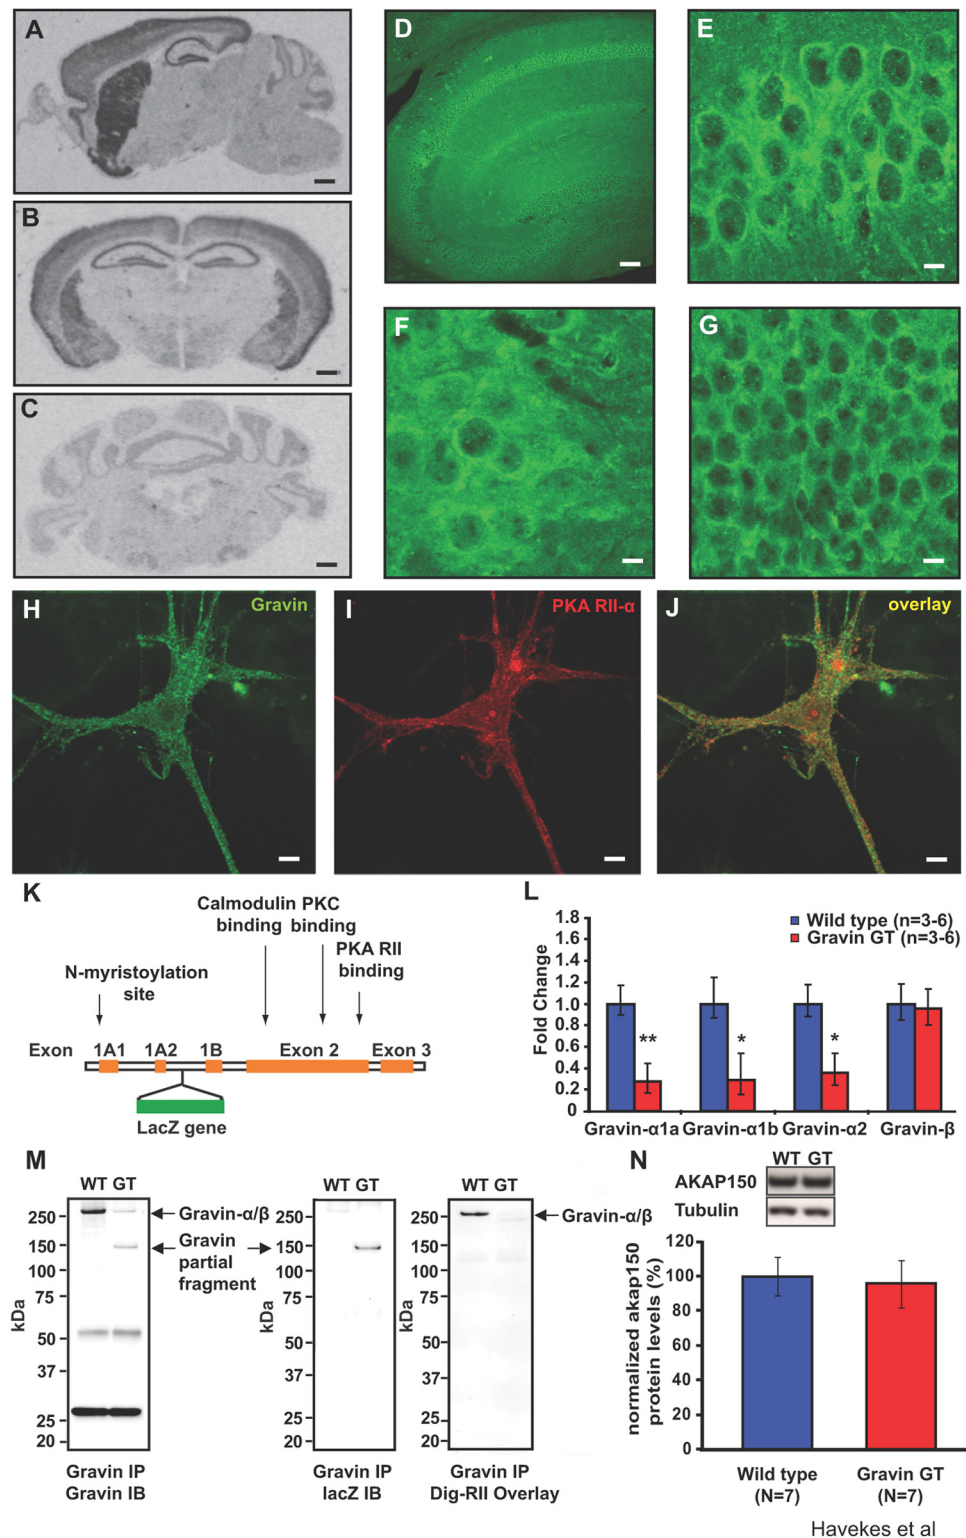 A
B
C
D
E
F
G
H
Gravin
I
PKA RII-α
J
overlay
K
Calmodulin PKC
binding binding
PKA RII
binding
N-myristoylation
site
Exon 1A1 1A2 1B Exon 2 Exon 3
LacZ gene
L
Wild type (n=3-6)
Gravin GT (n=3-6)
Fold Change
1.8
1.6
1.4
1.2
1.0
0.8
0.6
0.4
0.2
0
** * *
Gravin-α1a Gravin-α1b Gravin-α2 Gravin-β
M
WT GT
250
150
100
75
50
37
25
20
kDa
Gravin-α/β
Gravin
partial
fragment
Gravin IP
Gravin IB
WT GT
250
150
100
75
50
37
25
20
kDa
Gravin IP
lacZ IB
WT GT
250
150
100
75
50
37
25
20
kDa
Gravin-α/β
Gravin IP
Dig-RII Overlay
N
WT GT
AKAP150
Tubulin
normalized akap150
protein levels (%)
120
100
80
60
40
20
0
Wild type
(N=7)
Gravin GT
(N=7)
Havekes et al